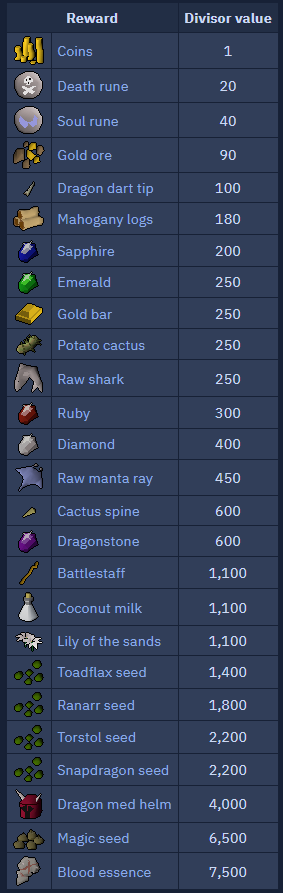 Reward Divisor value
Coins 1
Death rune 20
Soul rune 40
Gold ore 90
Dragon dart tip 100
Mahogany logs 180
Sapphire 200
Emerald 250
Gold bar 250
Potato cactus 250
Raw shark 250
Ruby 300
Diamond 400
Raw manta ray 450
Cactus spine 600
Dragonstone 600
Battlestaff 1,100
Coconut milk 1,100
Lily of the sands 1,100
Toadflax seed 1,400
Ranarr seed 1,800
Torstol seed 2,200
Snapdragon seed 2,200
Dragon med helm 4,000
Magic seed 6,500
Blood essence 7,500